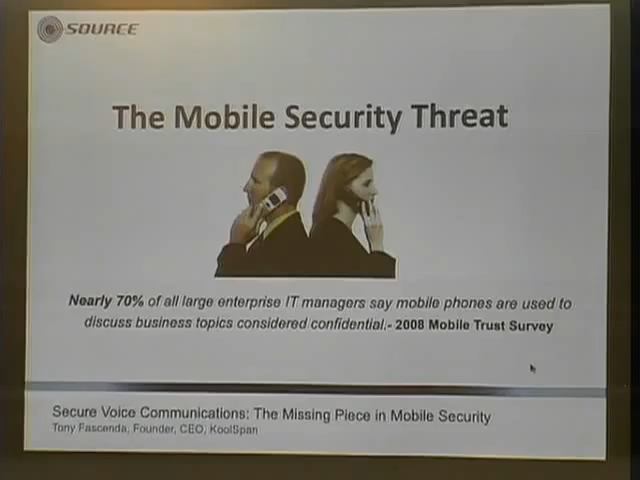 SOURCE
The Mobile Security Threat
Nearly 70% of all large enterprise IT managers say mobile phones are used to
discuss business topics considered confidential.- 2008 Mobile Trust Survey
Secure Voice Communications: The Missing Piece in Mobile Security
Tony Fascenda, Founder, CEO, KoolSpan